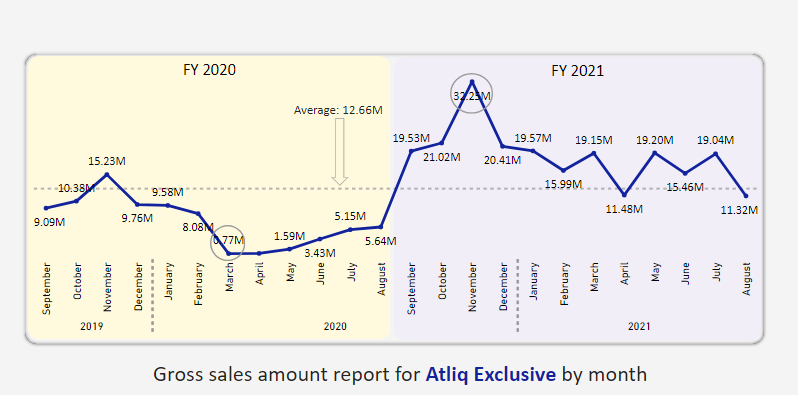 FY 2020
FY 2021
Average: 12.66M
9.09M
10.38M
15.23M
9.76M
9.58M
8.08M
0.77M
1.59M
3.43M
5.15M
5.64M
19.53M
21.02M
32.25M
20.41M
19.57M
15.99M
19.15M
11.48M
19.20M
15.46M
19.04M
11.32M
September
October
November
December
January
February
March
April
May
June
July
August
September
October
November
December
January
February
March
April
May
June
July
August
2019
2020
2021
Gross sales amount report for Atliq Exclusive by month